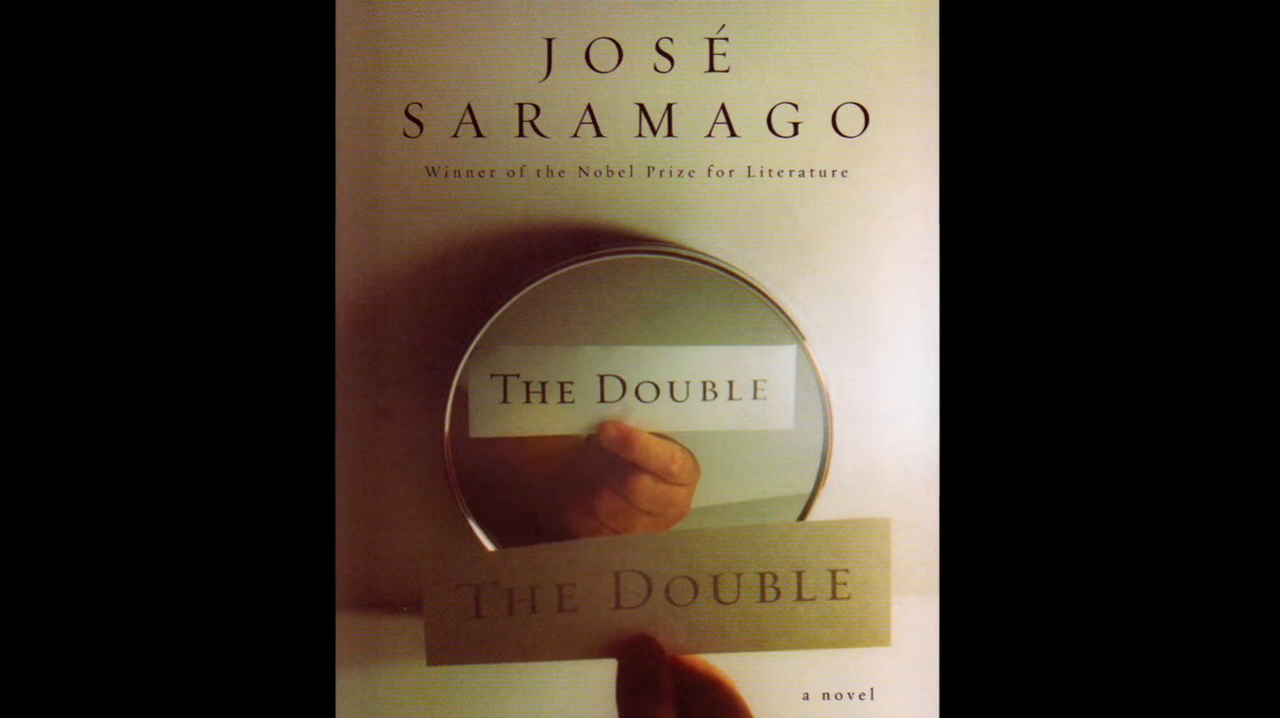 JOSÉ
SARAMAGO
Winner of the Nobel Prize for Literature
THE DOUBLE
THE DOUBLE
a novel